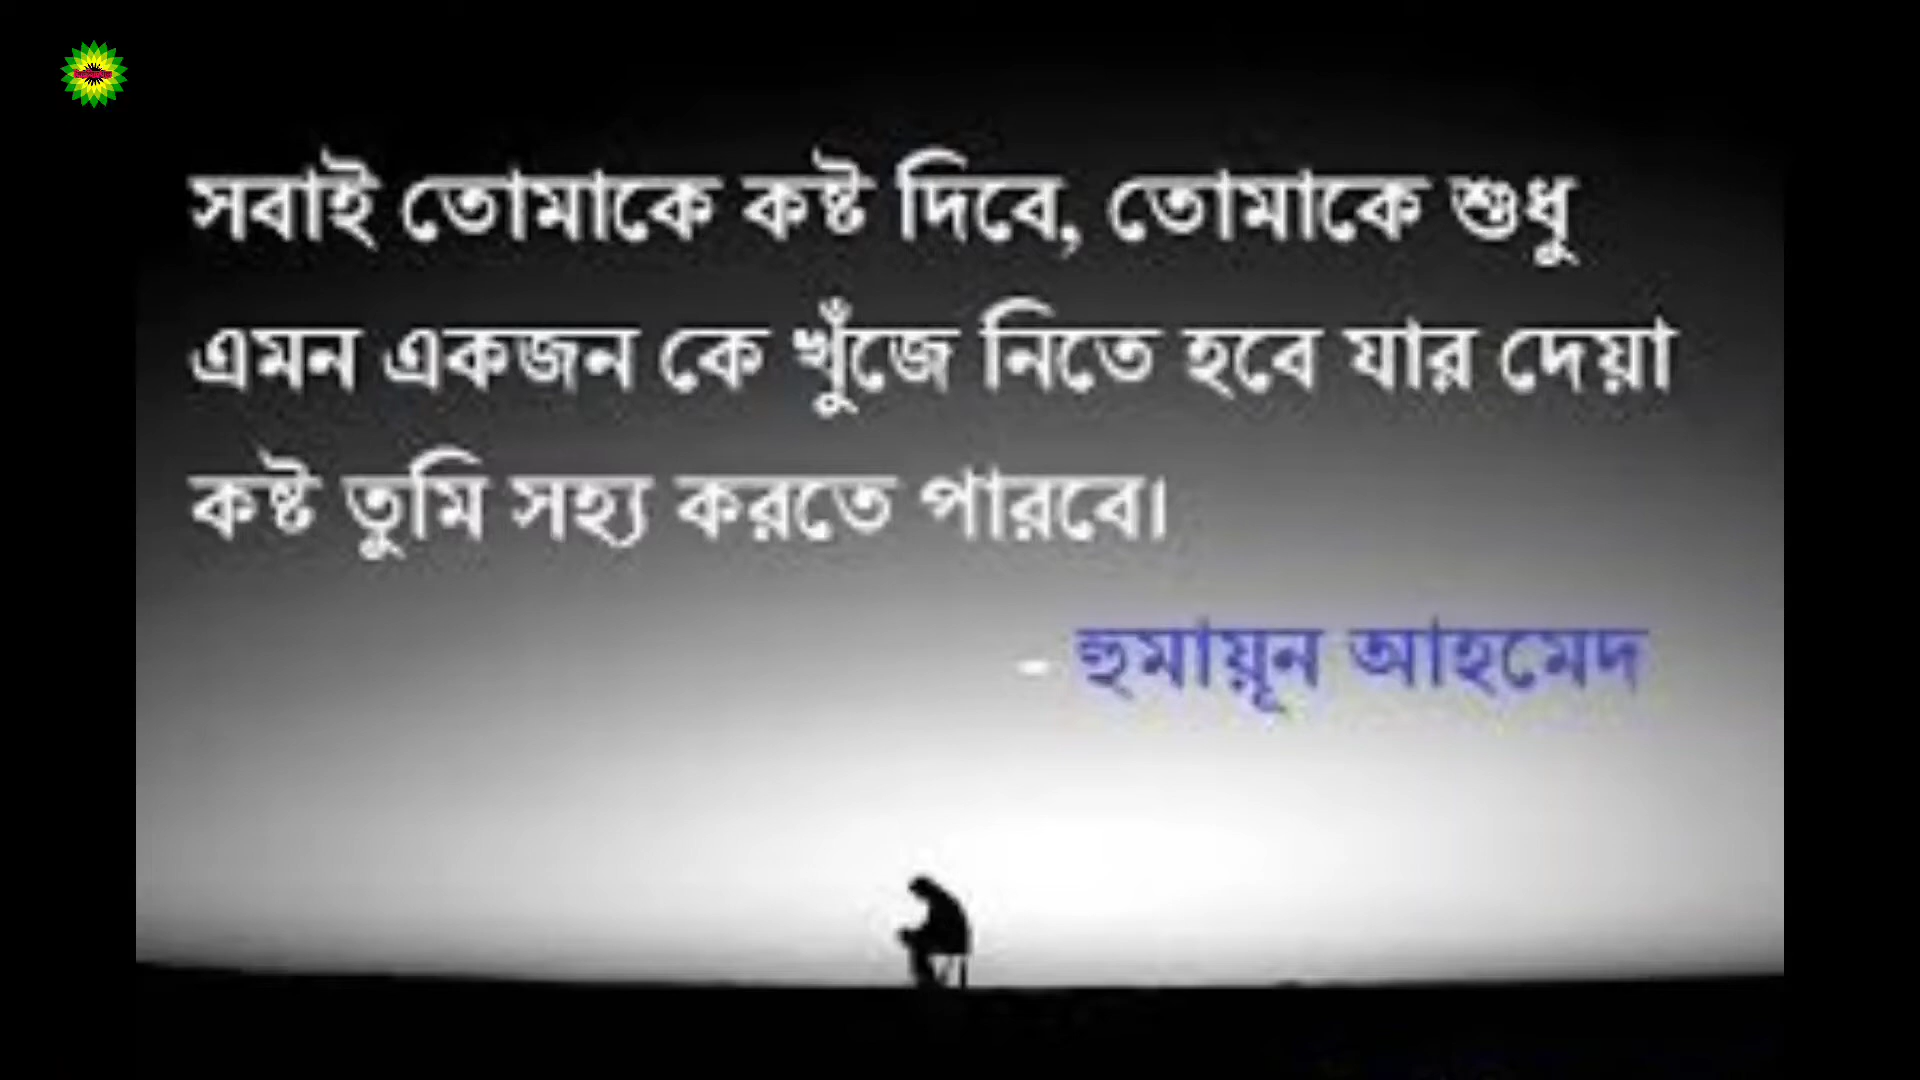 সবাই তোমাকে কষ্ট দিবে, তোমাকে শুধু
এমন একজন কে খুঁজে নিতে হবে যার দেয়া
কষ্ট তুমি সহ্য করতে পারবে।
- হুমায়ূন আহমেদ